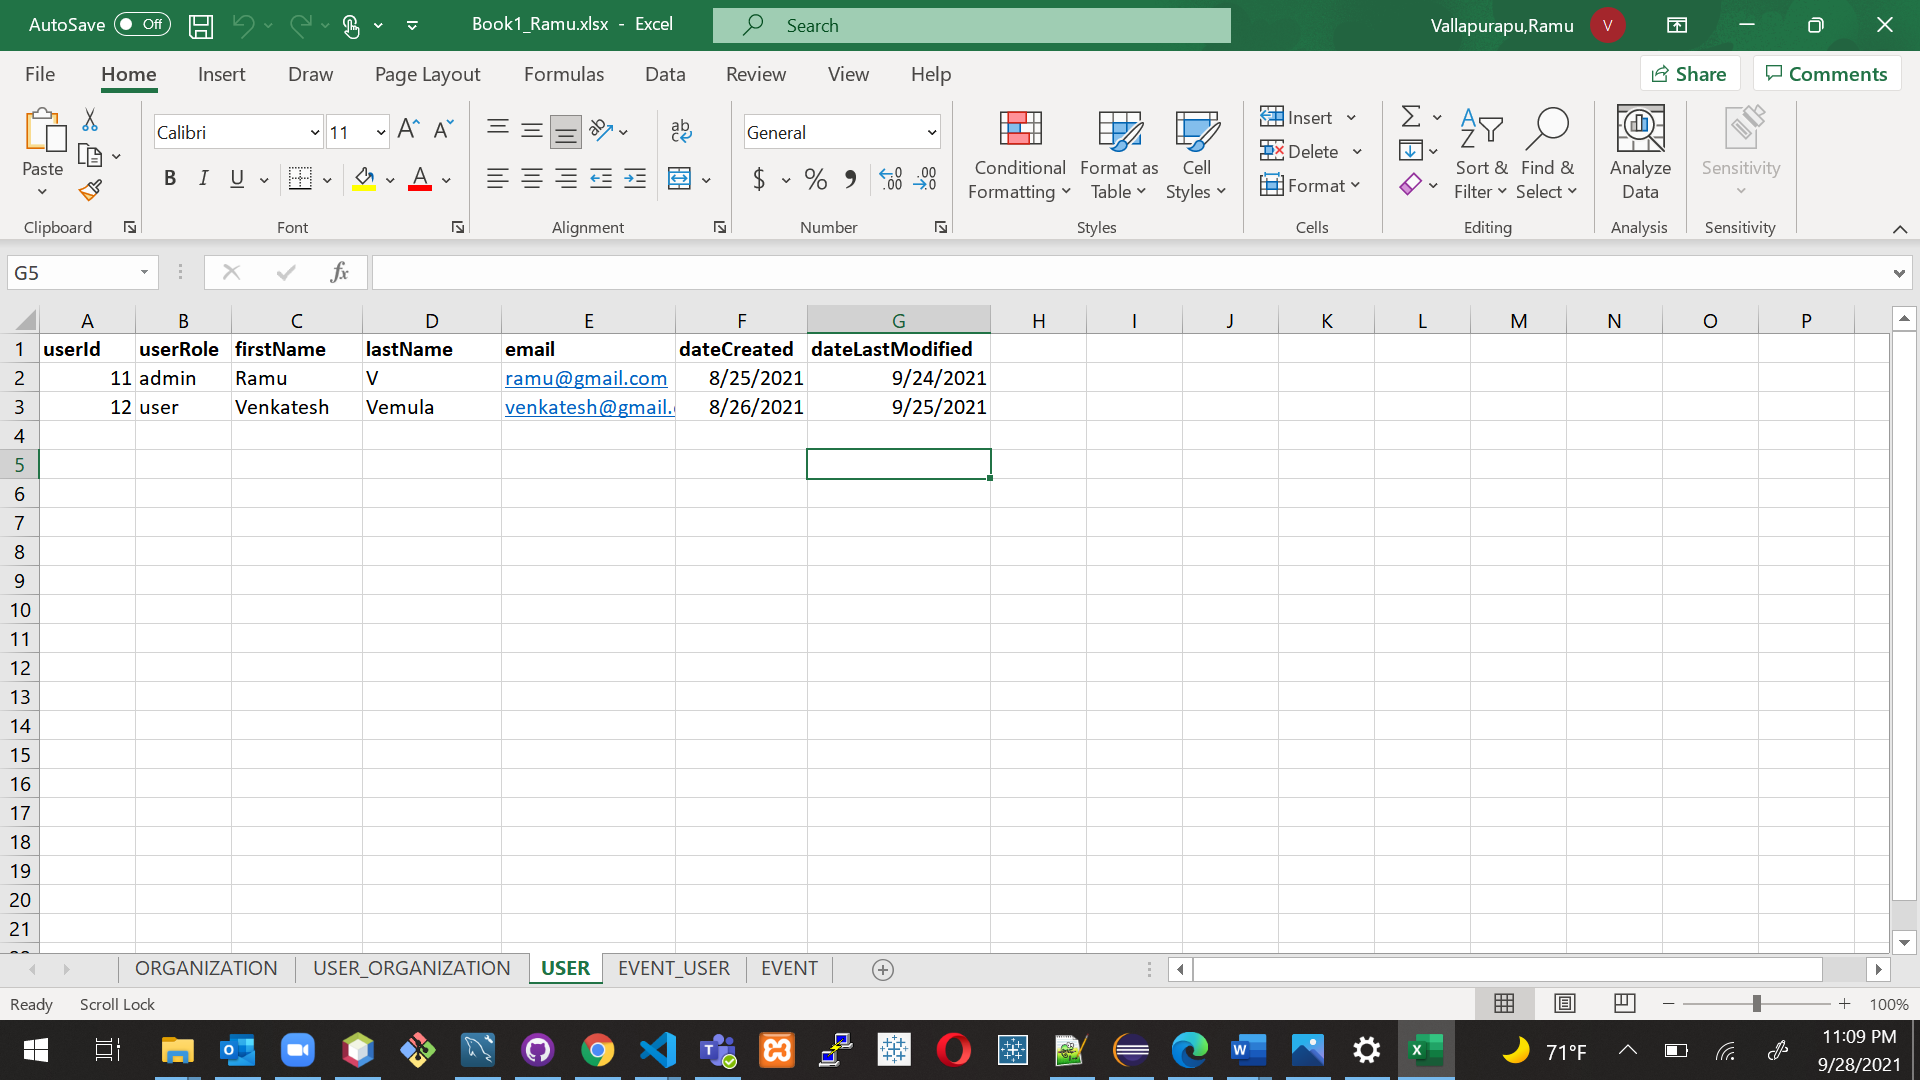 AutoSave Off Book1_Ramu.xlsx - Excel Search Vallapurapu,Ramu V
File Home Insert Draw Page Layout Formulas Data Review View Help Share Comments
Paste Calibri 11 General Conditional Formatting Format as Table Cell Styles Insert Delete Format Sort & Filter Find & Select Analyze Data Sensitivity
Clipboard Font Alignment Number Styles Cells Editing Analysis Sensitivity
G5 fx
A B C D E F G H I J K L M N O P
1 userId userRole firstName lastName email dateCreated dateLastModified
2 11 admin Ramu V ramu@gmail.com 8/25/2021 9/24/2021
3 12 user Venkatesh Vemula venkatesh@gmail. 8/26/2021 9/25/2021
4
5
6
7
8
9
10
11
12
13
14
15
16
17
18
19
20
21
ORGANIZATION USER_ORGANIZATION USER EVENT_USER EVENT
Ready Scroll Lock 100%
71°F 11:09 PM
9/28/2021